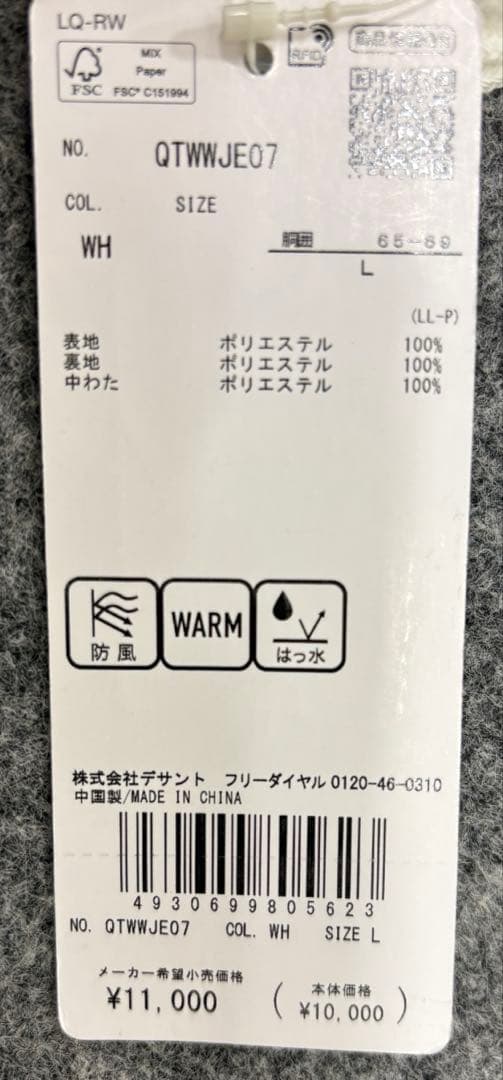 LQ-RW
FSC
MIX
Paper
FSC® C151994
RFID
NO. QTWWJE07
COL. SIZE
WH
胴囲 65-69
L
(LL-P)
表地 ポリエステル 100%
裏地 ポリエステル 100%
中わた ポリエステル 100%
防風
WARM
はっ水
株式会社デサント フリーダイヤル 0120-46-0310
中国製/MADE IN CHINA
4930699805623
NO. QTWWJE07 COL. WH SIZE L
メーカー希望小売価格
¥11,000
( 本体価格
¥10,000 )